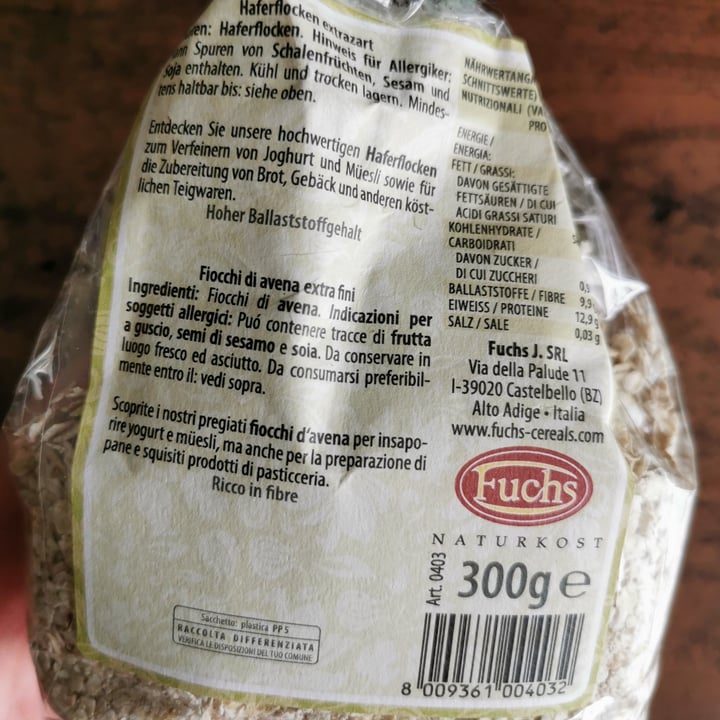 Haferflocken extrazart
Haferflocken. Hinweis für Allergiker:
Spuren von Schalenfrüchten, Sesam und
Soja enthalten. Kühl und trocken lagern. Mindes-
tens haltbar bis: siehe oben.
Entdecken Sie unsere hochwertigen Haferflocken
zum Verfeinern von Joghurt und Müesli sowie für
die Zubereitung von Brot, Gebäck und anderen köst-
lichen Teigwaren.
Hoher Ballaststoffgehalt
Fiocchi di avena extra fini
Ingredienti: Fiocchi di avena. Indicazioni per
soggetti allergici: Puó contenere tracce di frutta
a guscio, semi di sesamo e soia. Da conservare in
luogo fresco ed asciutto. Da consumarsi preferibil-
mente entro il: vedi sopra.
Scoprite i nostri pregiati fiocchi d'avena per insapo-
rire yogurt e müesli, ma anche per la preparazione di
pane e squisiti prodotti di pasticceria.
Ricco in fibre
Sacchetto: plastica PP5
RACCOLTA DIFFERENZIATA
VERIFICA LE DISPOSIZIONI DEL TUO COMUNE
NÄHRWERTANGA
SCHNITTSWERTE)
NUTRIZIONALI (VA
PRO
ENERGIE /
ENERGIA:
FETT / GRASSI:
DAVON GESÄTTIGTE
FETTSÄUREN / DI CUI
ACIDI GRASSI SATURI
KOHLENHYDRATE /
CARBOIDRATI
DAVON ZUCKER /
DI CUI ZUCCHERI
BALLASTSTOFFE / FIBRE 9,9
EIWEISS / PROTEINE 12,9 g
SALZ / SALE 0,03 g
Fuchs J. SRL
Via della Palude 11
I-39020 Castelbello (BZ)
Alto Adige • Italia
www.fuchs-cereals.com
Fuchs
NATURKOST
Art. 0403
300g e
8 009361 004032